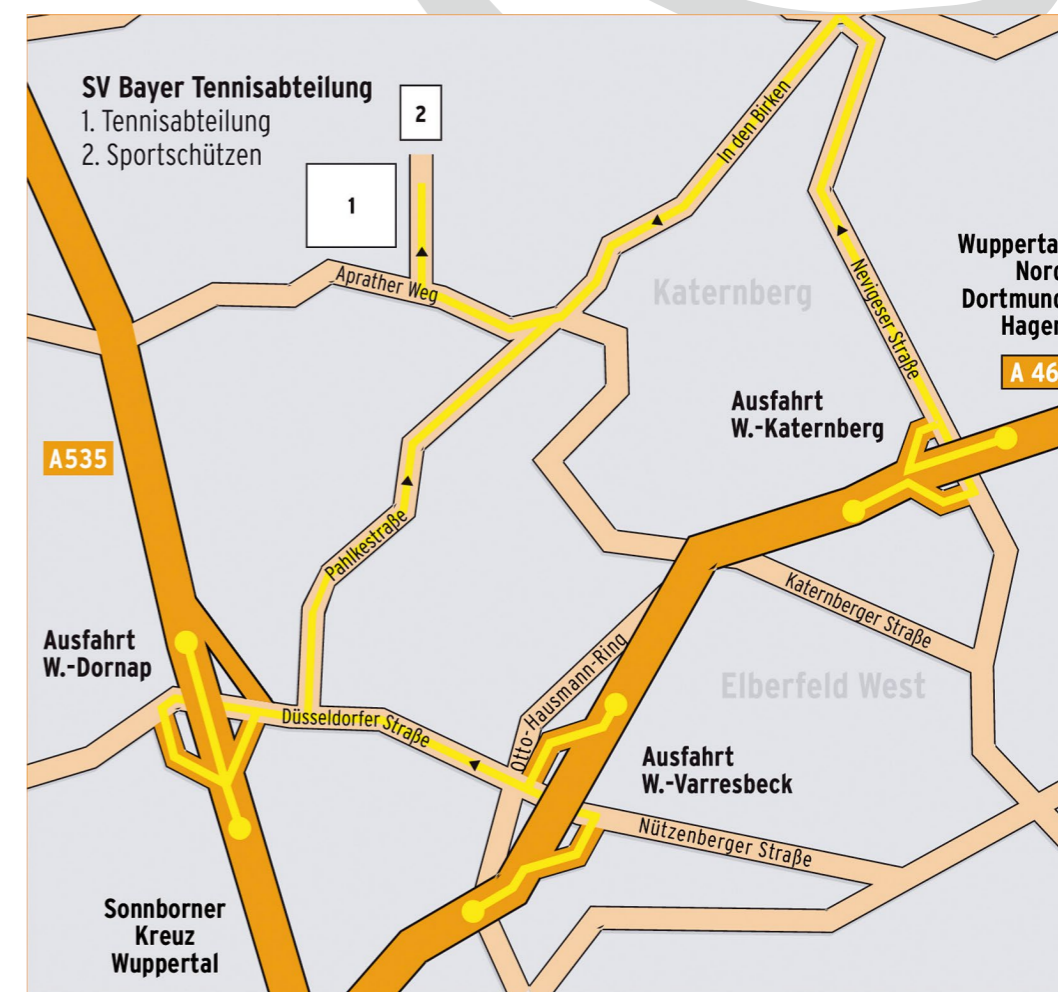 SV Bayer Tennisabteilung
1. Tennisabteilung
2. Sportschützen
2
1
In den Birken
Aprather Weg
Katernberg
Nevigeser Straße
Wupperta
Nord
Dortmund
Hagen
A 46
Ausfahrt
W.-Katernberg
A535
Pahlkestraße
Katernberger Straße
Ausfahrt
W.-Dornap
Otto-Hausmann-Ring
Elberfeld West
Düsseldorfer Straße
Ausfahrt
W.-Varresbeck
Nützenberger Straße
Sonnborner
Kreuz
Wuppertal